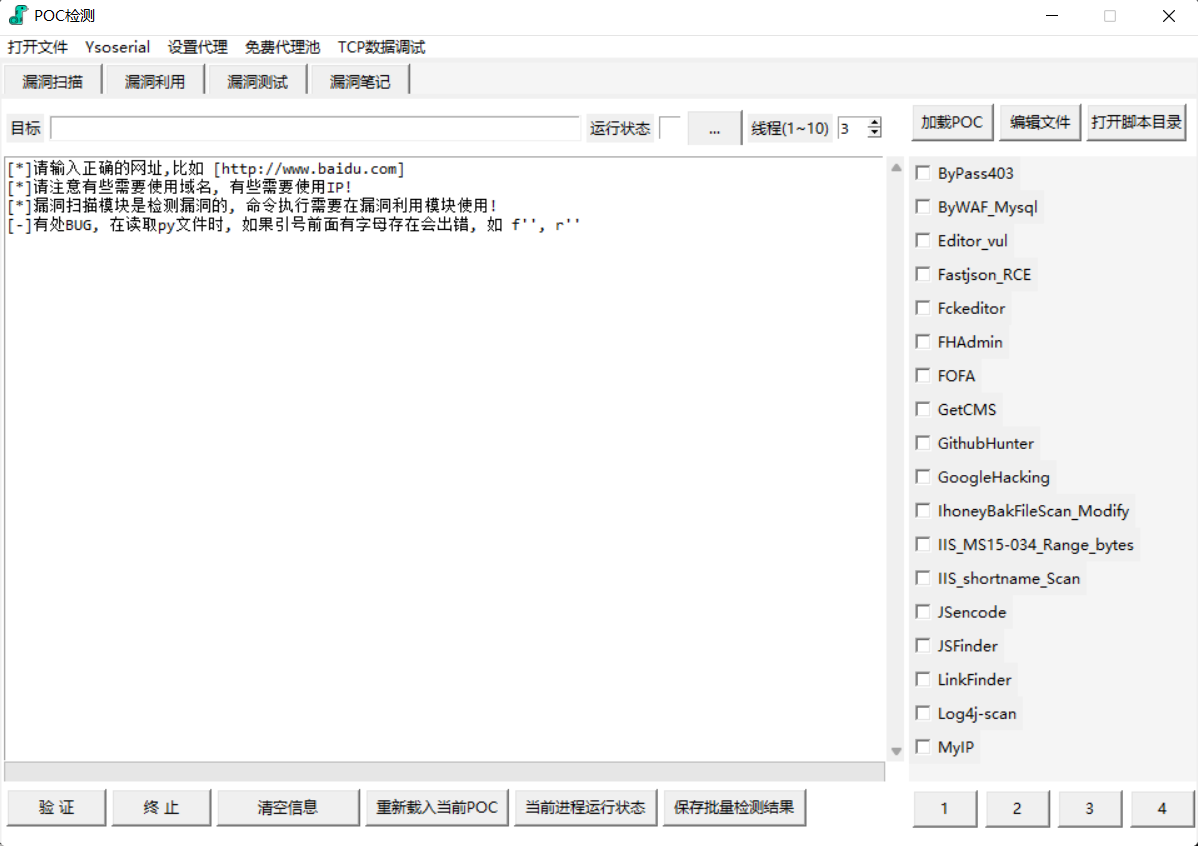 POC检测
打开文件 Ysoserial 设置代理 免费代理池 TCP数据调试
漏洞扫描 漏洞利用 漏洞测试 漏洞笔记
目标 运行状态 ... 线程(1~10) 3 加载POC 编辑文件 打开脚本目录
[*]请输入正确的网址,比如 [http://www.baidu.com]
[*]请注意有些需要使用域名, 有些需要使用IP!
[*]漏洞扫描模块是检测漏洞的, 命令执行需要在漏洞利用模块使用!
[-]有处BUG, 在读取py文件时, 如果引号前面有字母存在会出错, 如 f'', r''
ByPass403
ByWAF_Mysql
Editor_vul
Fastjson_RCE
Fckeditor
FHAdmin
FOFA
GetCMS
GithubHunter
GoogleHacking
IhoneyBakFileScan_Modify
IIS_MS15-034_Range_bytes
IIS_shortname_Scan
JSencode
JSFinder
LinkFinder
Log4j-scan
MyIP
验 证 终 止 清空信息 重新载入当前POC 当前进程运行状态 保存批量检测结果 1 2 3 4